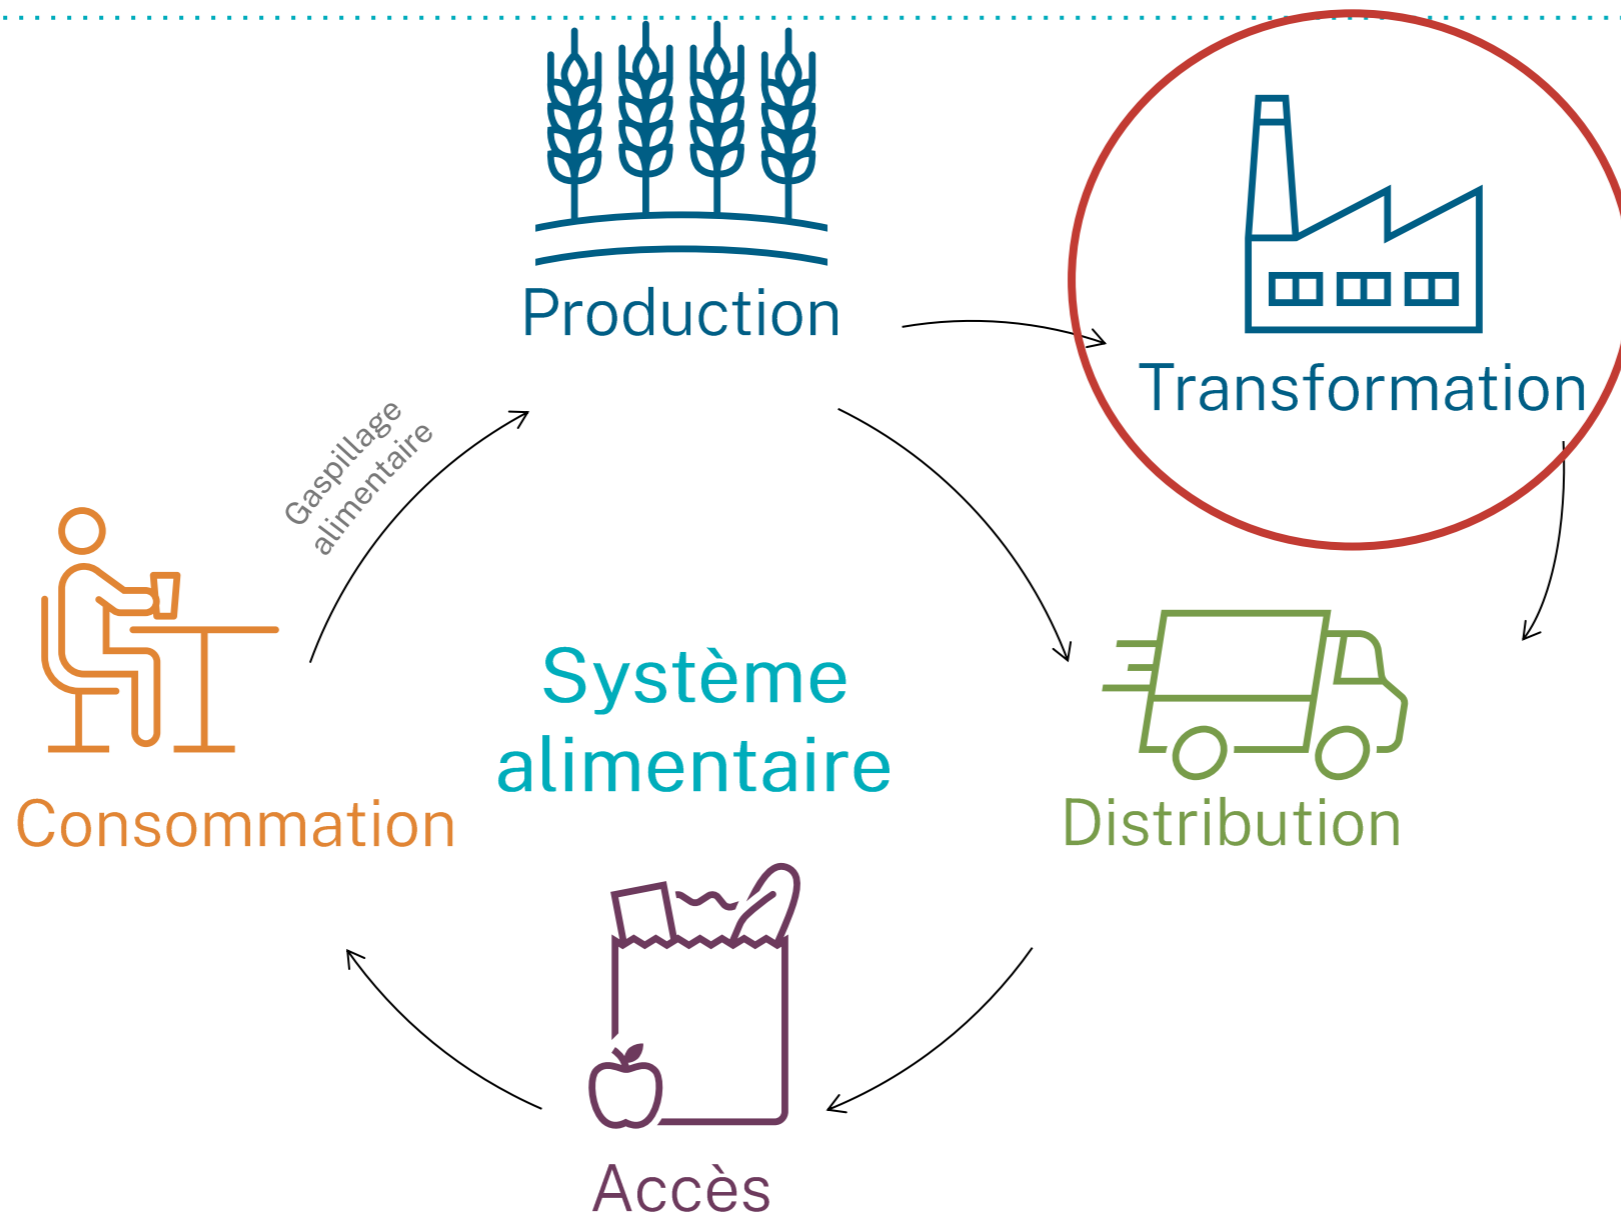 Production
Transformation
Gaspillage
alimentaire
Système
alimentaire
Consommation
Distribution
Accès